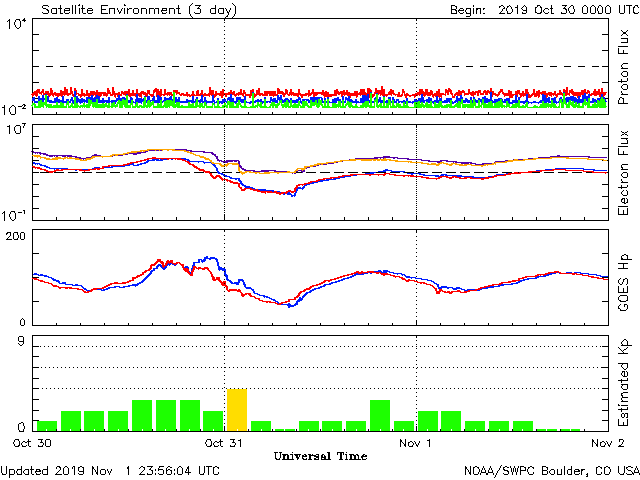 Satellite Environment (3 day) Begin: 2019 Oct 30 0000 UTC
10^4
Proton Flux
10^-2
10^7
Electron Flux
10^-1
200
GOES Hp
0
9
Estimated Kp
0
Oct 30 Oct 31 Nov 1 Nov 2
Universal Time
Updated 2019 Nov 1 23:56:04 UTC NOAA/SWPC Boulder, CO USA